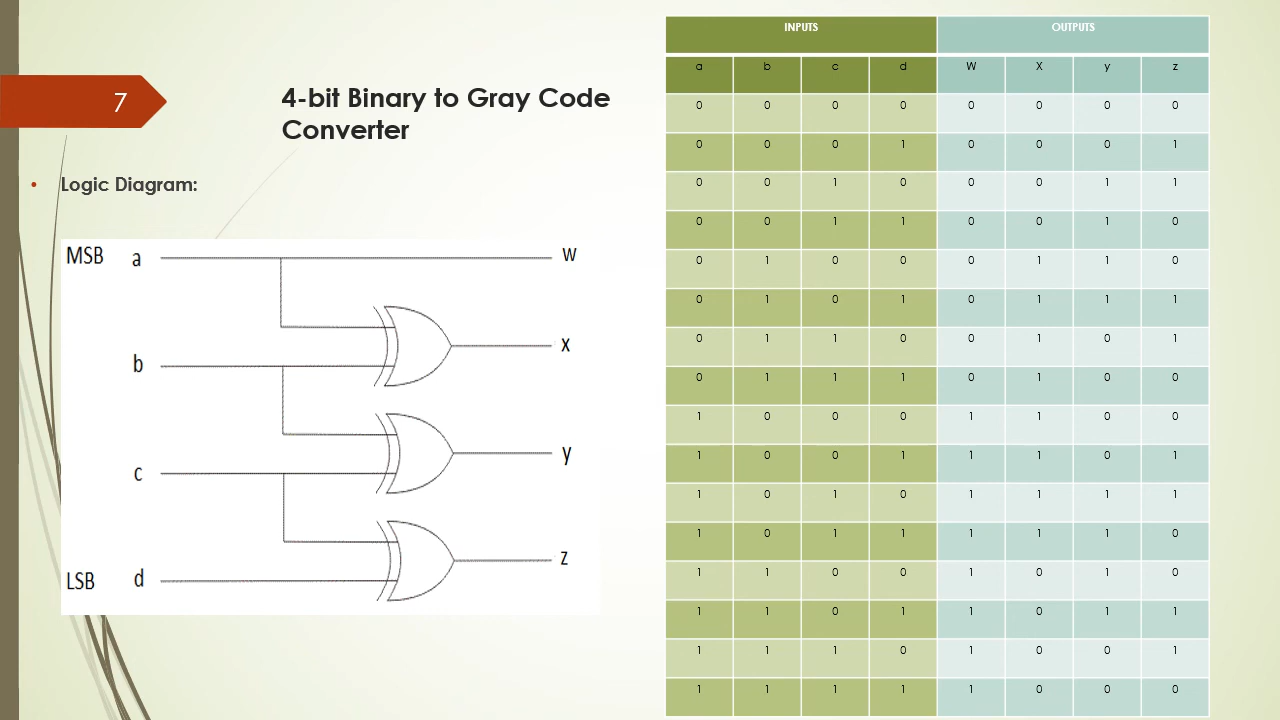 7
4-bit Binary to Gray Code
Converter
• Logic Diagram:
MSB a W
x
b
y
c
z
LSB d
INPUTS OUTPUTS
a b c d W X y z
0 0 0 0 0 0 0 0
0 0 0 1 0 0 0 1
0 0 1 0 0 0 1 1
0 0 1 1 0 0 1 0
0 1 0 0 0 1 1 0
0 1 0 1 0 1 1 1
0 1 1 0 0 1 0 1
0 1 1 1 0 1 0 0
1 0 0 0 1 1 0 0
1 0 0 1 1 1 0 1
1 0 1 0 1 1 1 1
1 0 1 1 1 1 1 0
1 1 0 0 1 0 1 0
1 1 0 1 1 0 1 1
1 1 1 0 1 0 0 1
1 1 1 1 1 0 0 0